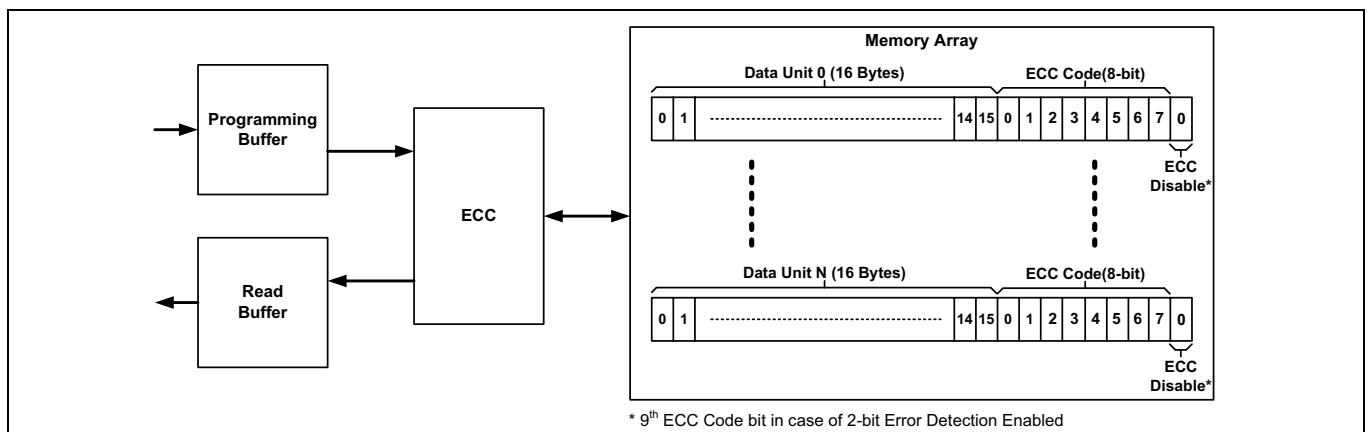 Memory Array
Data Unit 0 (16 Bytes) ECC Code(8-bit)
0 1 14 15 0 1 2 3 4 5 6 7 0
ECC
Disable*
Programming
Buffer
ECC
Read
Buffer
Data Unit N (16 Bytes) ECC Code(8-bit)
0 1 14 15 0 1 2 3 4 5 6 7 0
ECC
Disable*
* 9th ECC Code bit in case of 2-bit Error Detection Enabled